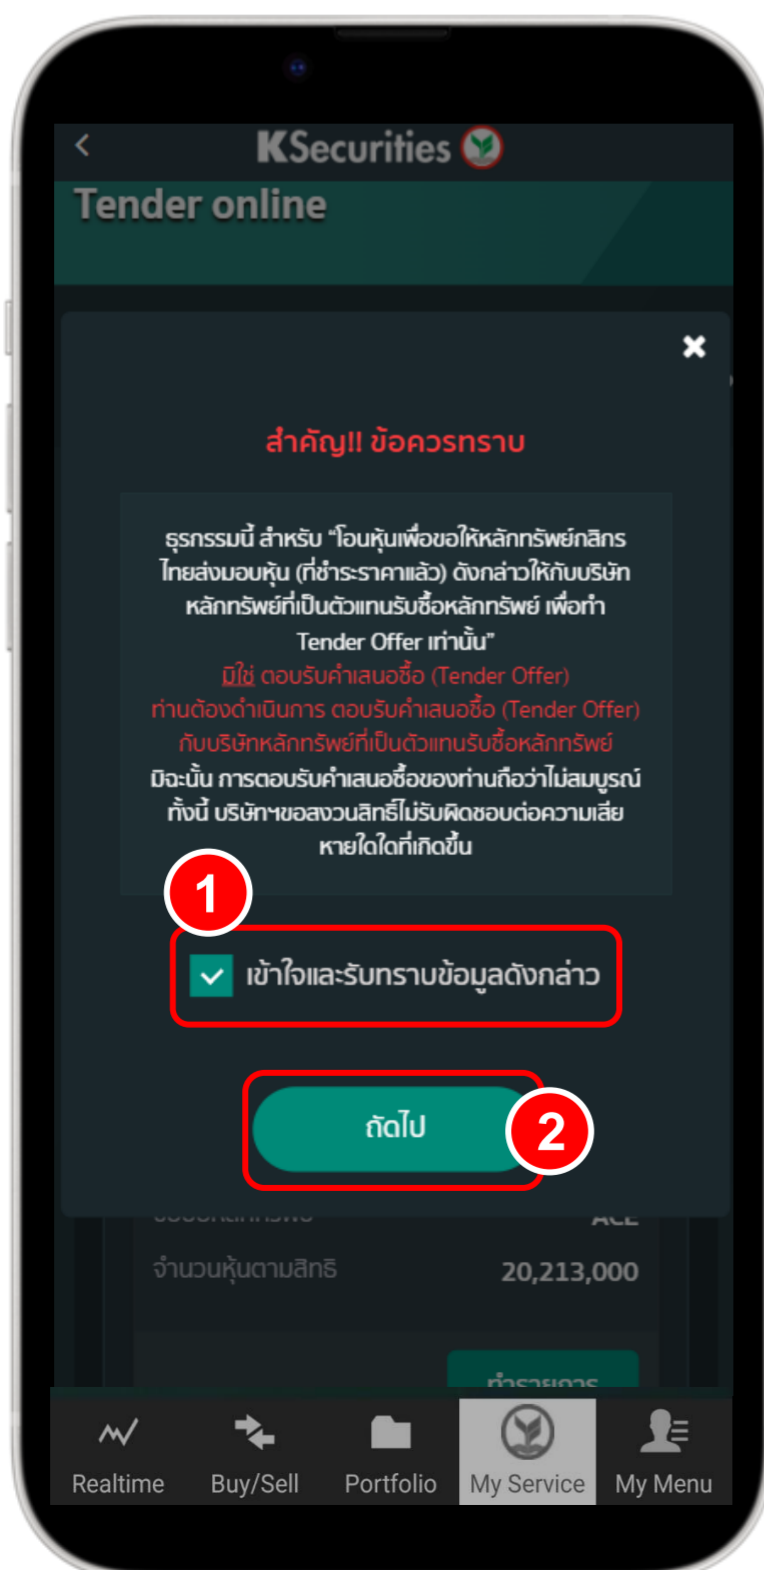 KSecurities
Tender online
สำคัญ!! ข้อควรทราบ
ธุรกรรมนี้ สำหรับ “โอนหุ้นเพื่อขอให้หลักทรัพย์กสิกร
ไทยส่งมอบหุ้น (ที่ชำระราคาแล้ว) ดังกล่าวให้กับบริษัท
หลักทรัพย์ที่เป็นตัวแทนรับซื้อหลักทรัพย์ เพื่อทำ
Tender Offer เท่านั้น”
มิใช่ ตอบรับคำเสนอซื้อ (Tender Offer)
ท่านต้องดำเนินการ ตอบรับคำเสนอซื้อ (Tender Offer)
กับบริษัทหลักทรัพย์ที่เป็นตัวแทนรับซื้อหลักทรัพย์
มิฉะนั้น การตอบรับคำเสนอซื้อของท่านถือว่าไม่สมบูรณ์
ทั้งนี้ บริษัทฯขอสงวนสิทธิ์ไม่รับผิดชอบต่อความเสีย
หายใดใดที่เกิดขึ้น
1
เข้าใจและรับทราบข้อมูลดังกล่าว
ถัดไป
2
ACE
จำนวนหุ้นตามสิทธิ 20,213,000
ทำรายการ
Realtime Buy/Sell Portfolio My Service My Menu